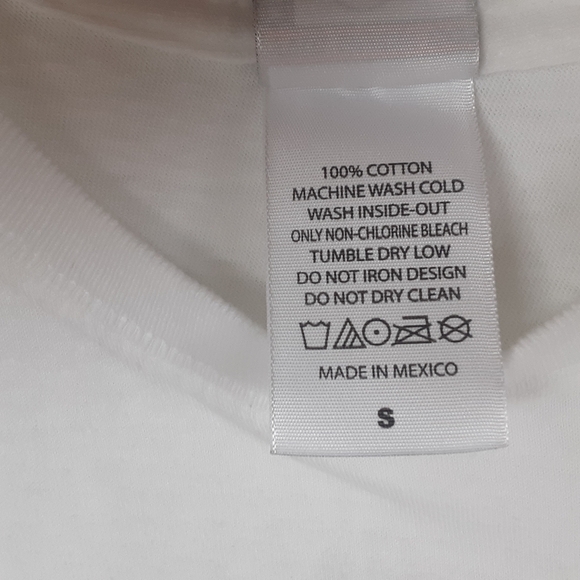 100% COTTON
MACHINE WASH COLD
WASH INSIDE-OUT
ONLY NON-CHLORINE BLEACH
TUMBLE DRY LOW
DO NOT IRON DESIGN
DO NOT DRY CLEAN
MADE IN MEXICO
S